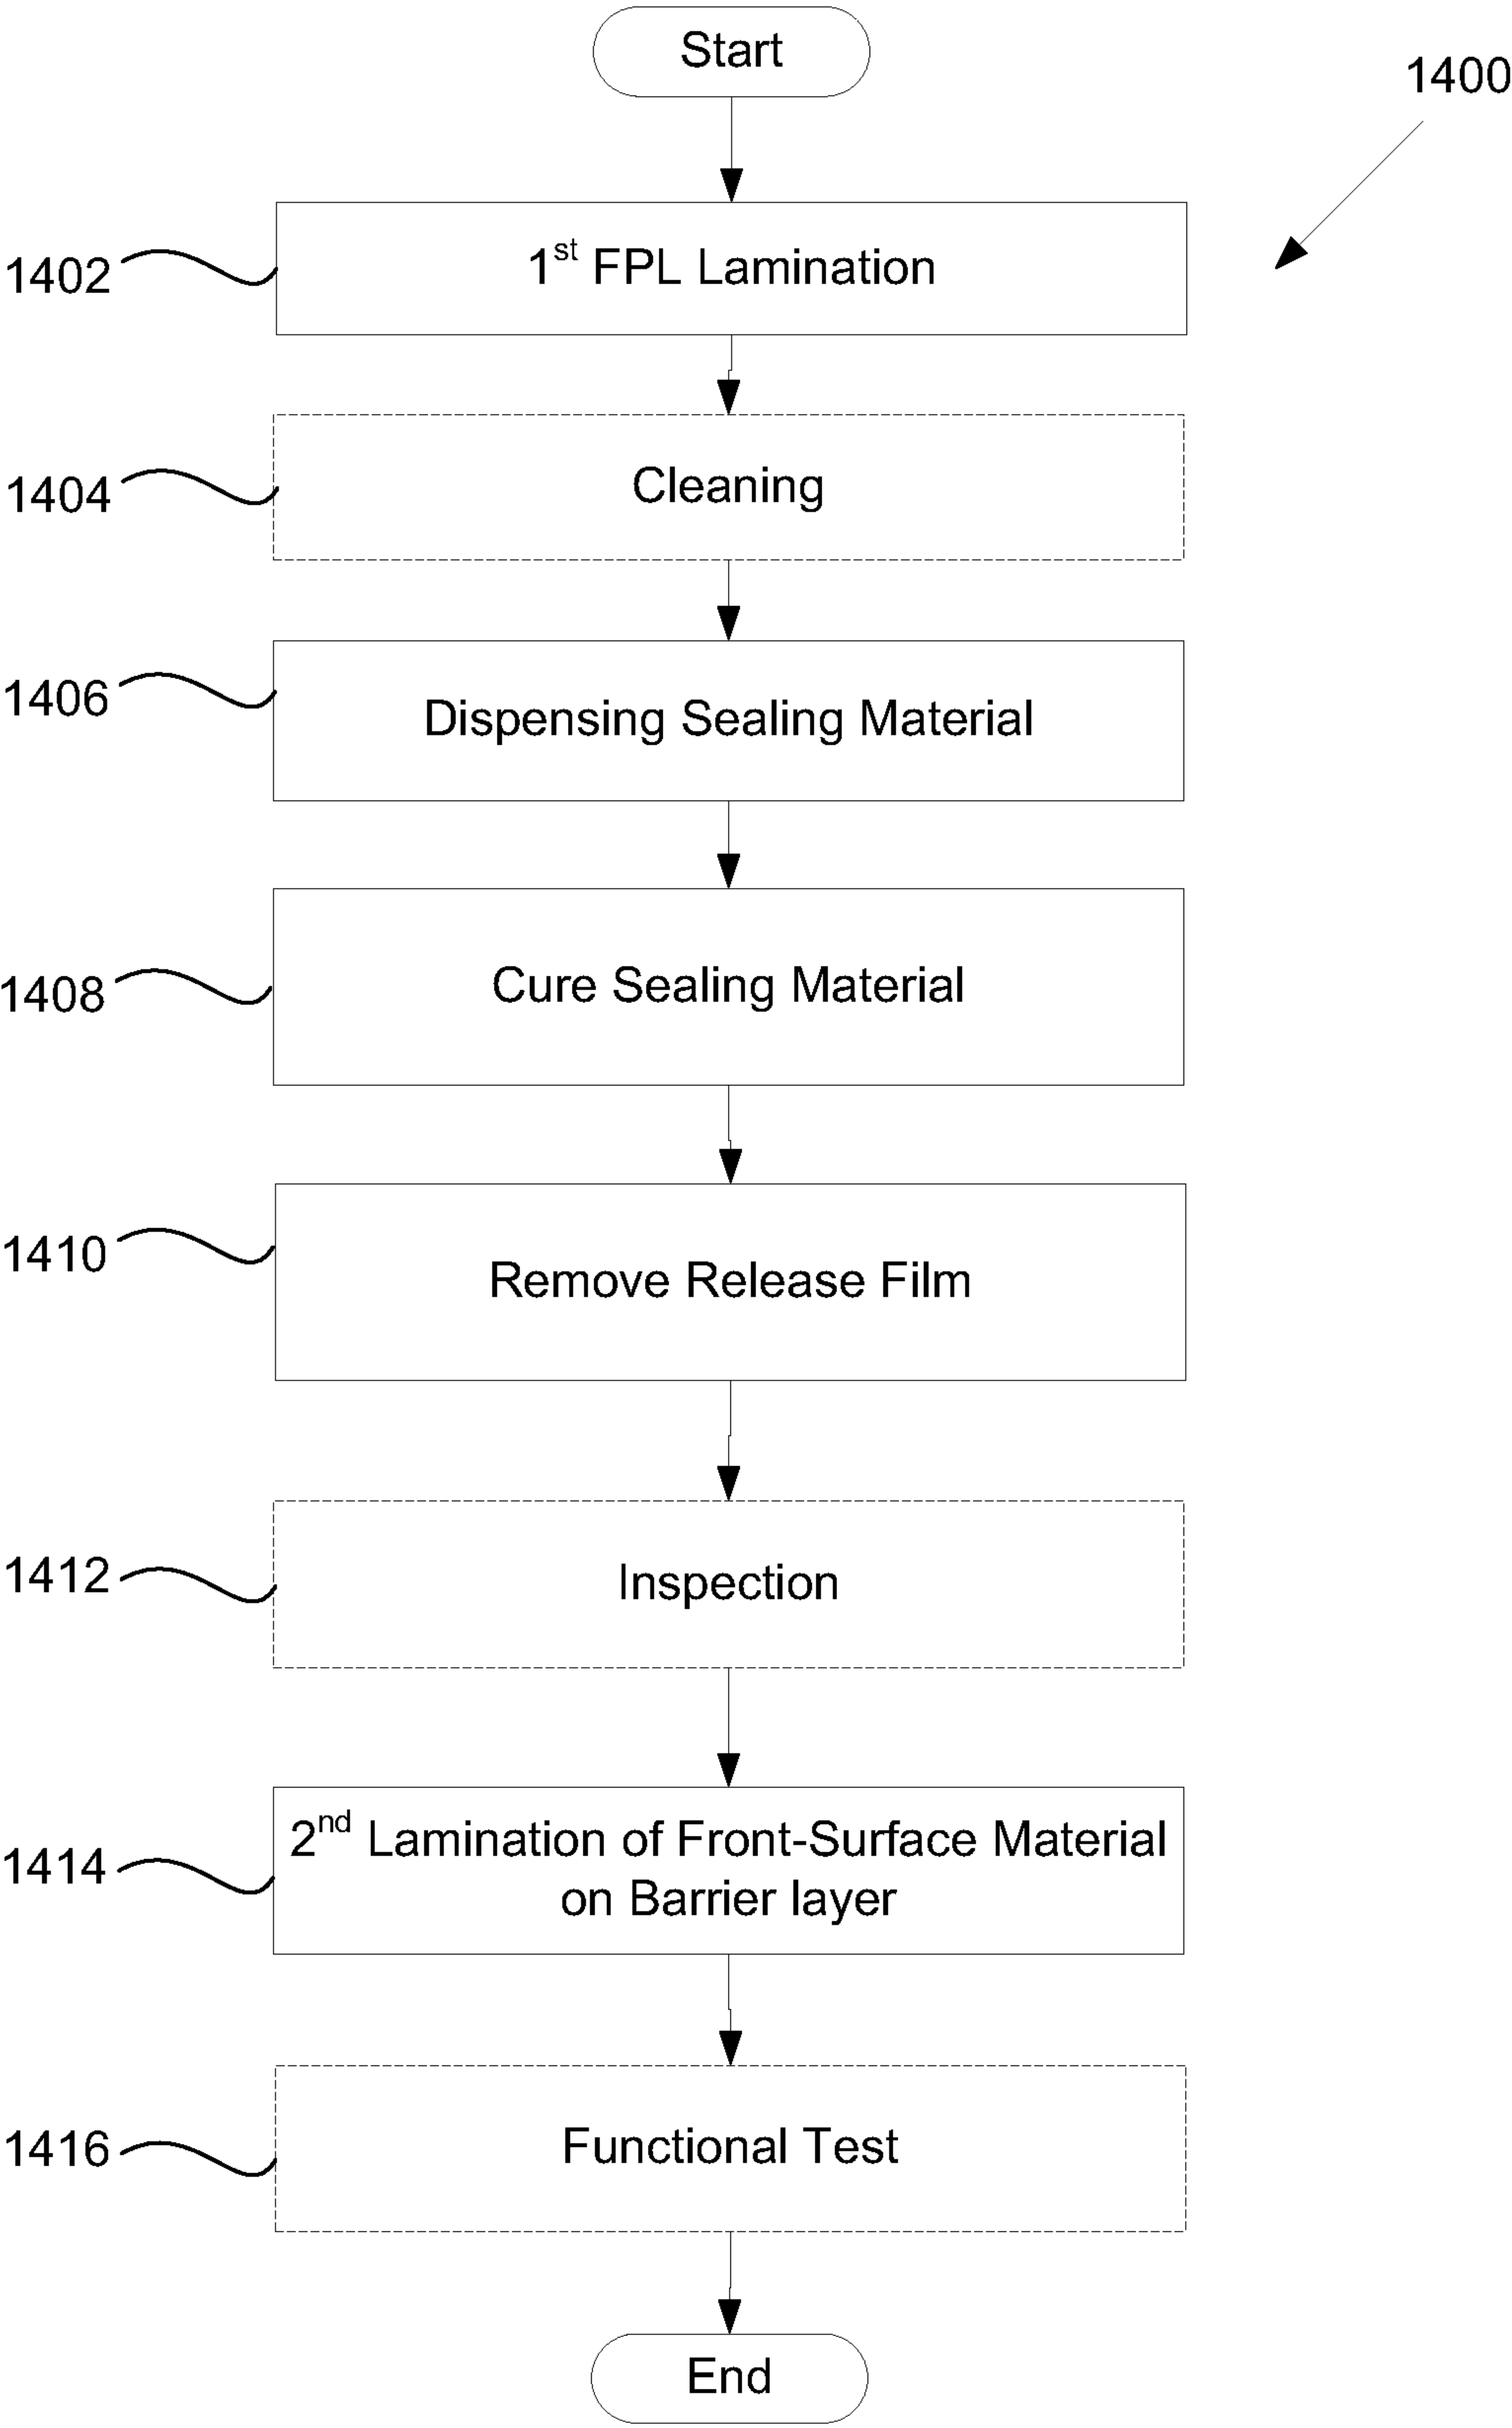 Start
1400
1402
1st FPL Lamination
1404
Cleaning
1406
Dispensing Sealing Material
1408
Cure Sealing Material
1410
Remove Release Film
1412
Inspection
1414
2nd Lamination of Front-Surface Material
on Barrier layer
1416
Functional Test
End